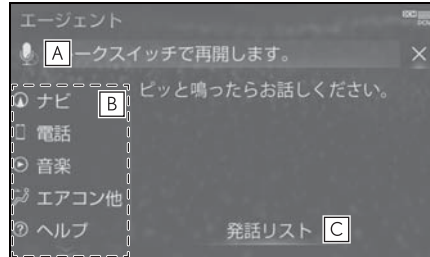 エージェント
A ークスイッチで再開します。
B
ピッと鳴ったらお話しください。
ナビ
電話
音楽
エアコン他
ヘルプ
発話リスト C